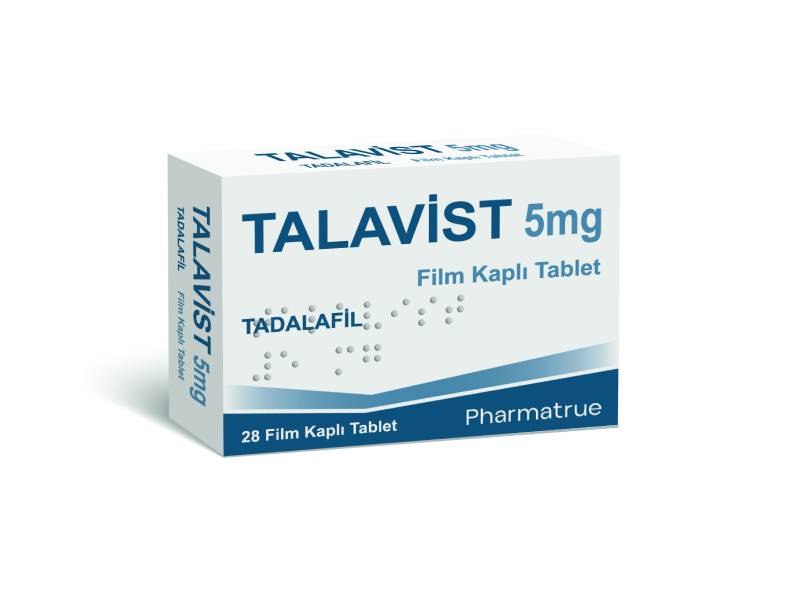 TALAVİST 5mg
TADALAFİL Film Kaplı Tablet
TALAVİST 5mg
Film Kaplı Tablet
TADALAFİL
28 Film Kaplı Tablet
Pharmatrue
TALAVİST 5mg
TADALAFİL Film Kaplı Tablet